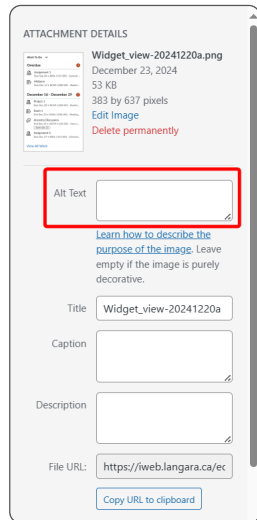 ATTACHMENT DETAILS
Widget_view-20241220a.png
December 23, 2024
53 KB
383 by 637 pixels
Edit Image
Delete permanently
Alt Text
Learn how to describe the
purpose of the image. Leave
empty if the image is purely
decorative.
Title
Widget_view-20241220a
Caption
Description
File URL:
https://iweb.langara.ca/ec
Copy URL to clipboard